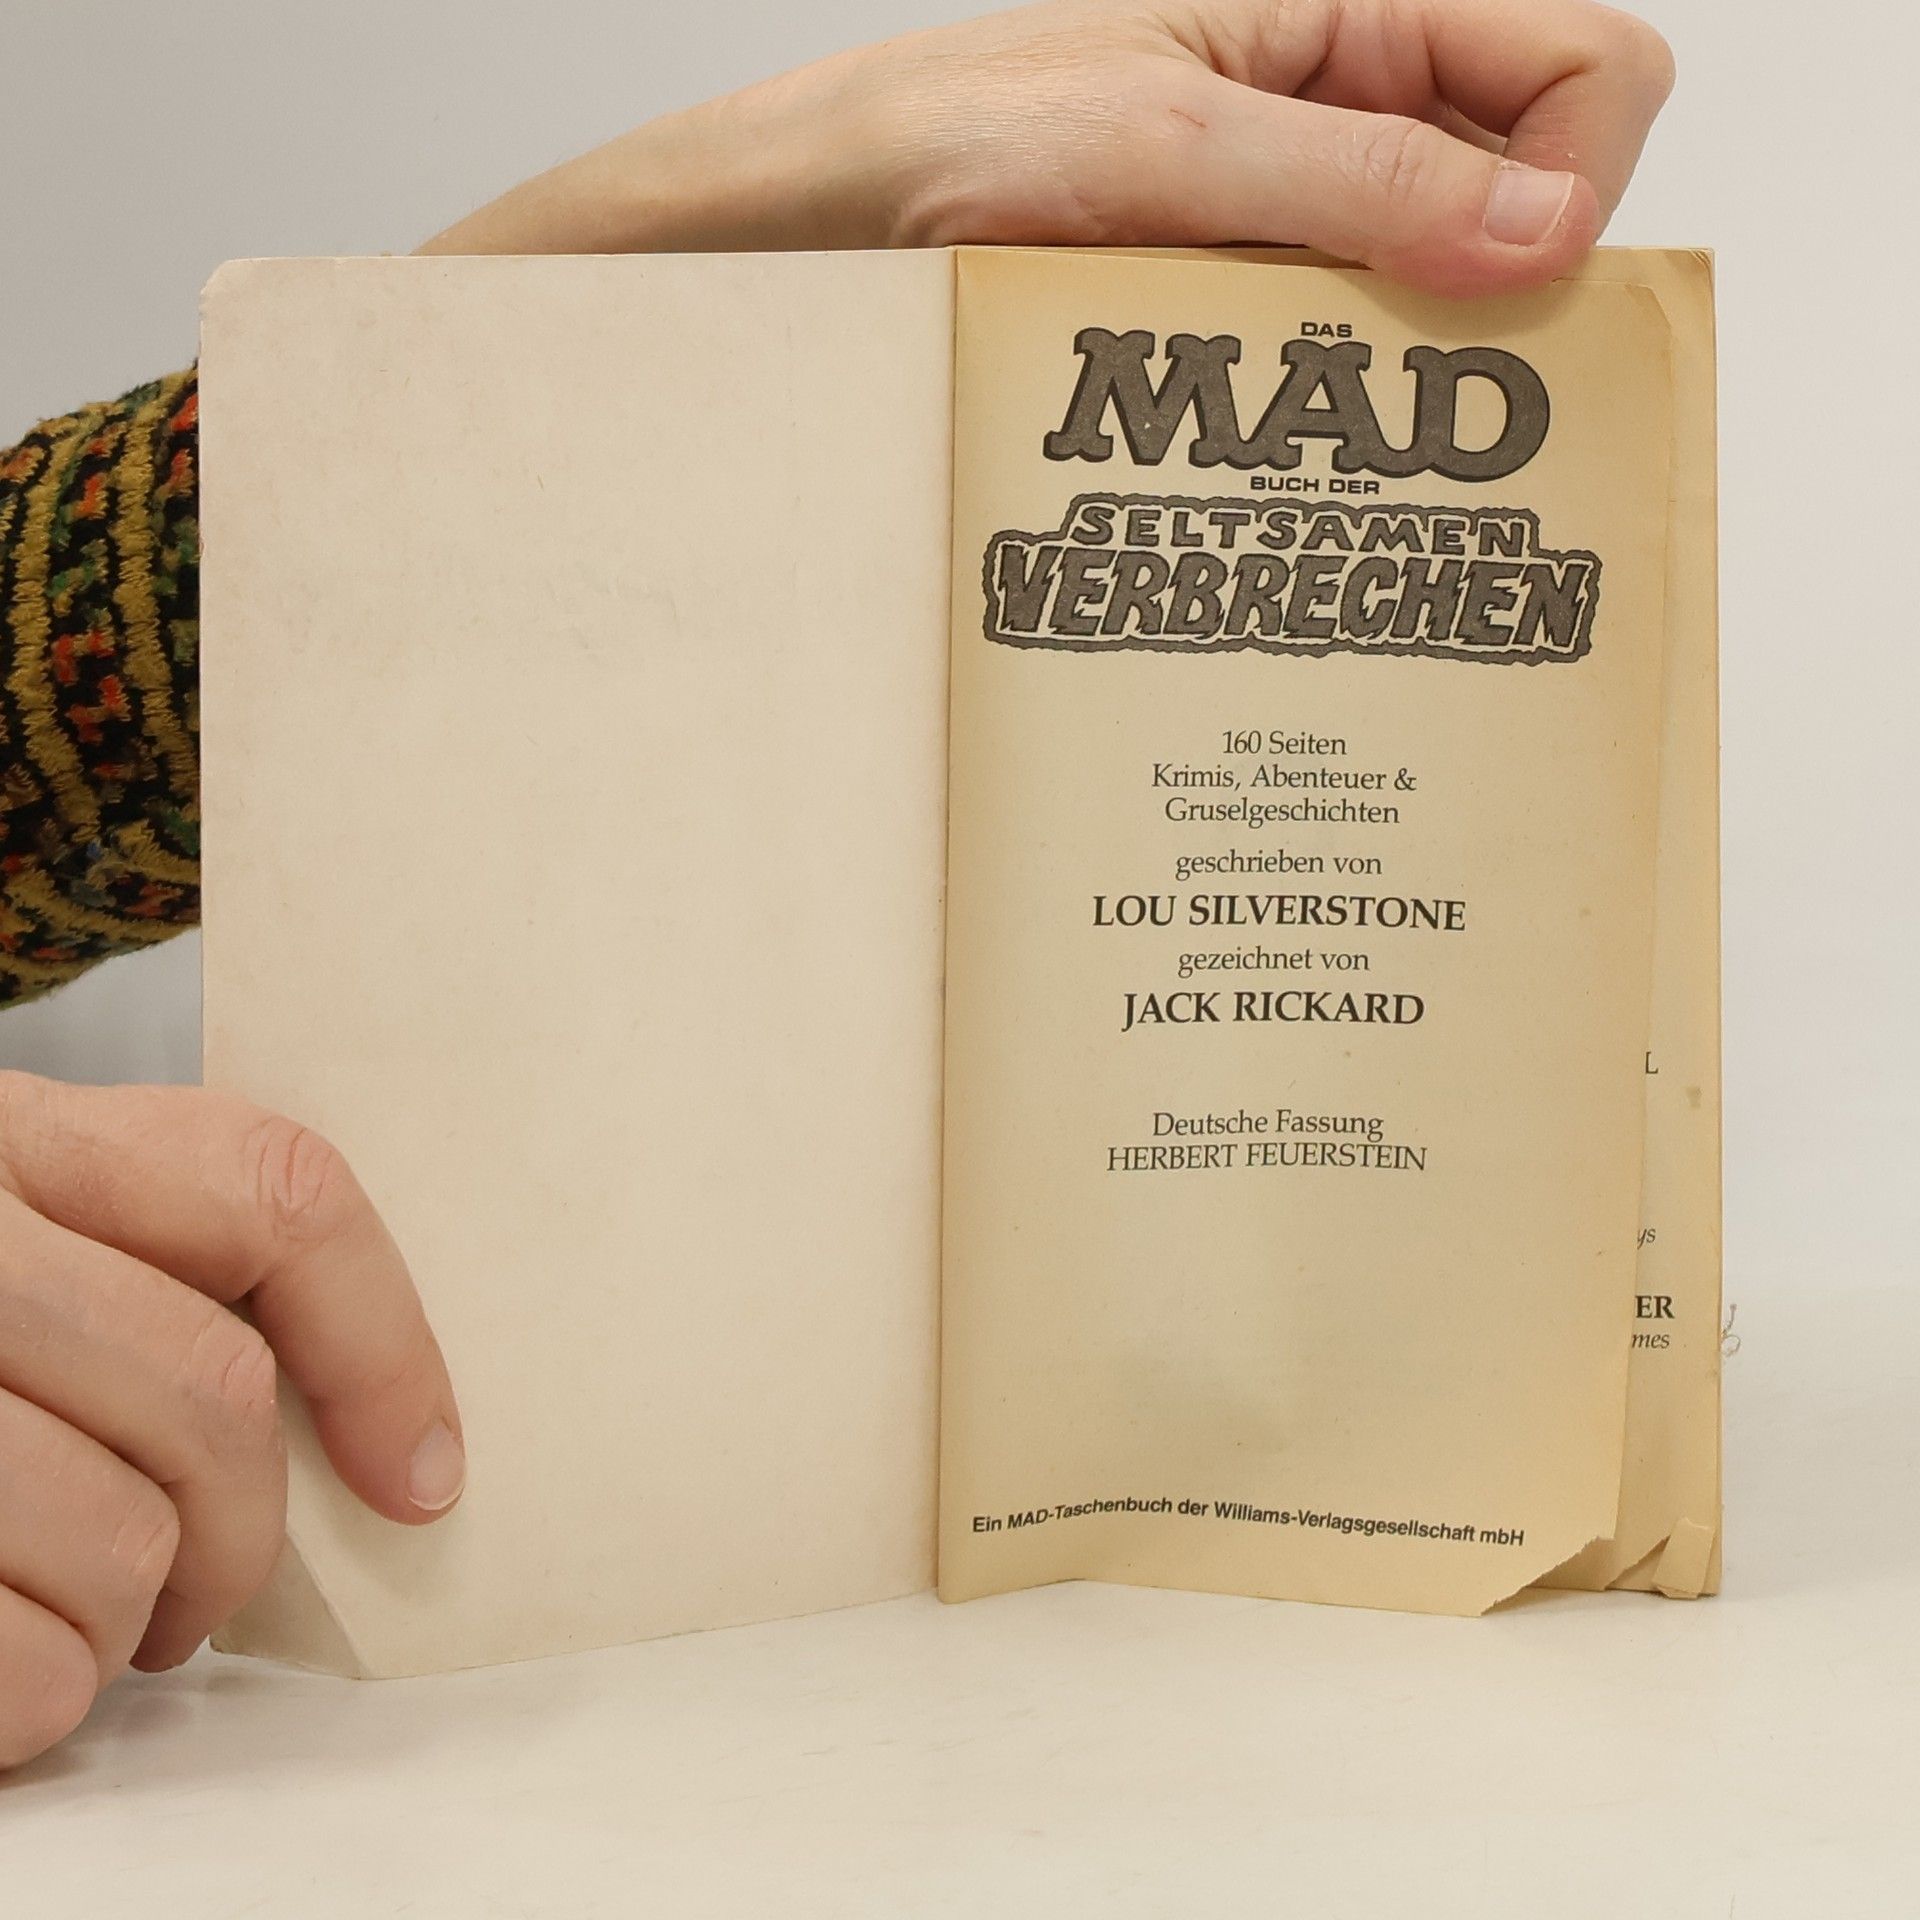 DAS
MAD
BUCH DER
SELTSAMEN
VERBRECHEN
160 Seiten
Krimis, Abenteuer &
Gruselgeschichten
geschrieben von
LOU SILVERSTONE
gezeichnet von
JACK RICKARD
Deutsche Fassung
HERBERT FEUERSTEIN
Ein MAD-Taschenbuch der Williams-Verlagsgesellschaft mbH